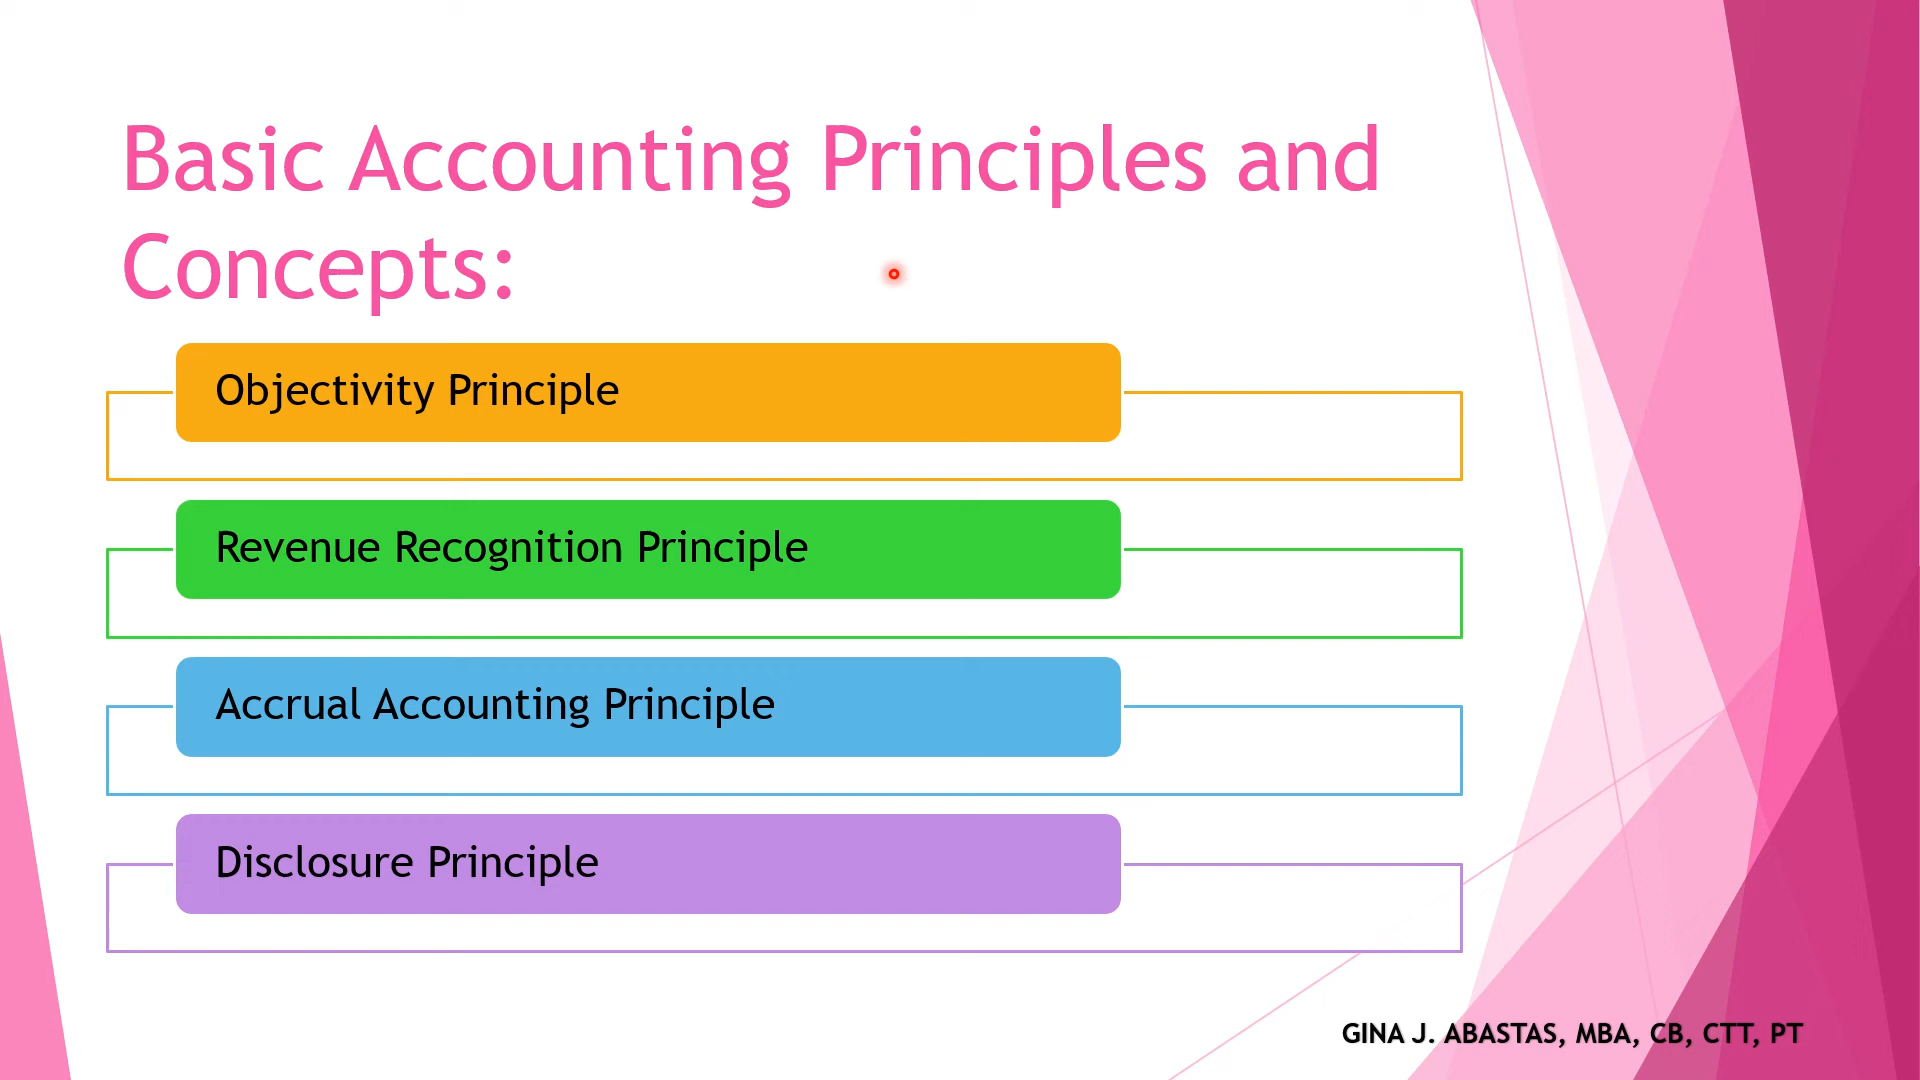 Basic Accounting Principles and
Concepts:
Objectivity Principle
Revenue Recognition Principle
Accrual Accounting Principle
Disclosure Principle
GINA J. ABASTAS, MBA, CB, CTT, PT